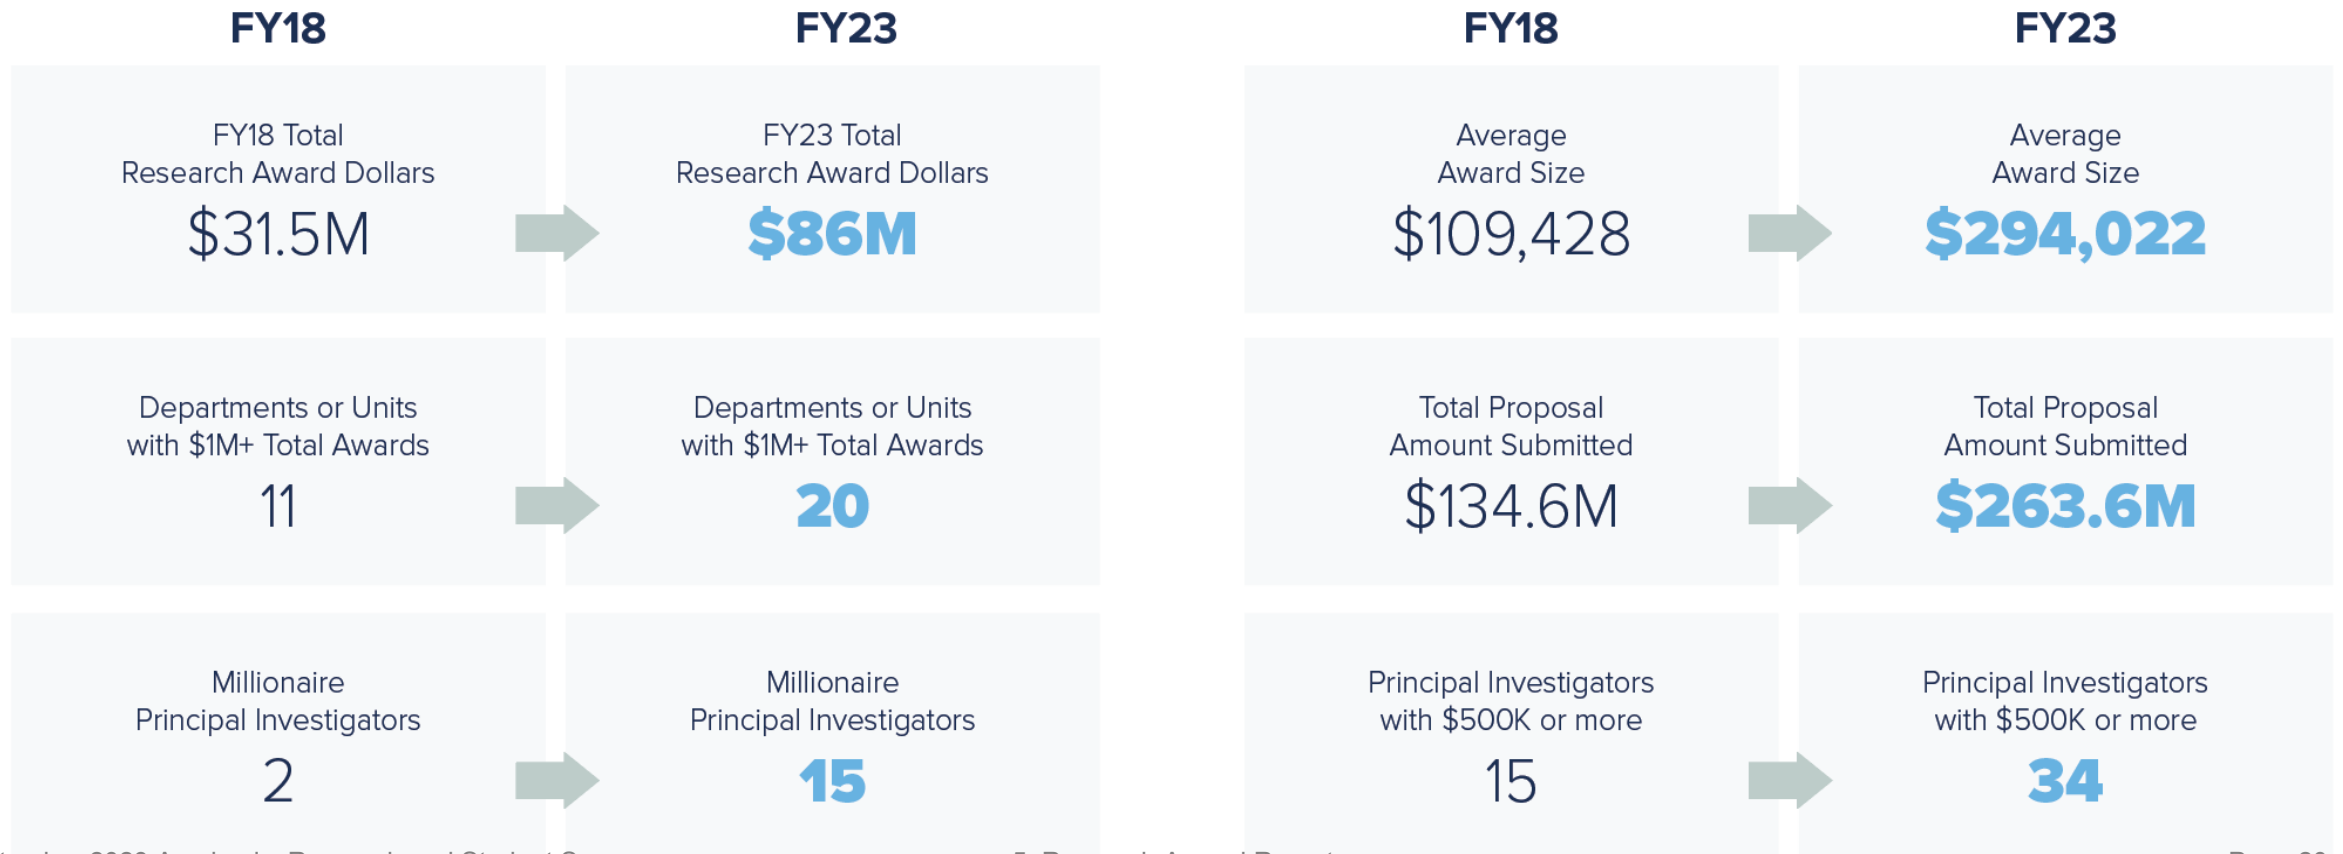 FY18
FY23
FY18
FY23
FY18 Total
Research Award Dollars
$31.5M
FY23 Total
Research Award Dollars
$86M
Average
Award Size
$109,428
Average
Award Size
$294,022
Departments or Units
with $1M+ Total Awards
11
Departments or Units
with $1M+ Total Awards
20
Total Proposal
Amount Submitted
$134.6M
Total Proposal
Amount Submitted
$263.6M
Millionaire
Principal Investigators
2
Millionaire
Principal Investigators
15
Principal Investigators
with $500K or more
15
Principal Investigators
with $500K or more
34